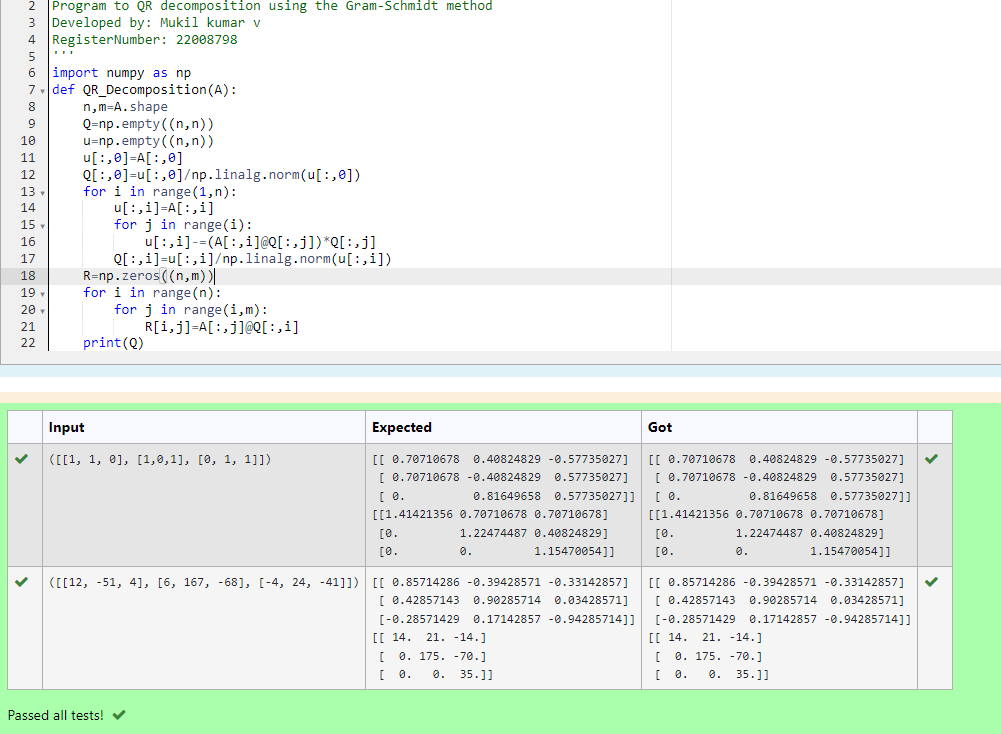 2 Program to QR decomposition using the Gram-Schmidt method
3 Developed by: Mukil kumar v
4 RegisterNumber: 22008798
5 '''
6 import numpy as np
7 def QR_Decomposition(A):
8     n,m=A.shape
9     Q=np.empty((n,n))
10     u=np.empty((n,n))
11     u[:,0]=A[:,0]
12     Q[:,0]=u[:,0]/np.linalg.norm(u[:,0])
13     for i in range(1,n):
14         u[:,i]=A[:,i]
15         for j in range(i):
16             u[:,i]-=(A[:,i]@Q[:,j])*Q[:,j]
17         Q[:,i]=u[:,i]/np.linalg.norm(u[:,i])
18     R=np.zeros((n,m))
19     for i in range(n):
20         for j in range(i,m):
21             R[i,j]=A[:,j]@Q[:,i]
22     print(Q)
Input Expected Got
([[1, 1, 0], [1,0,1], [0, 1, 1]]) [[ 0.70710678  0.40824829 -0.57735027] [[ 0.70710678  0.40824829 -0.57735027]
[ 0.70710678 -0.40824829  0.57735027] [ 0.70710678 -0.40824829  0.57735027]
[ 0.          0.81649658  0.57735027]] [ 0.          0.81649658  0.57735027]]
[[1.41421356 0.70710678 0.70710678] [[1.41421356 0.70710678 0.70710678]
[0.         1.22474487 0.40824829] [0.         1.22474487 0.40824829]
[0.         0.         1.15470054]] [0.         0.         1.15470054]]
([[12, -51, 4], [6, 167, -68], [-4, 24, -41]]) [[ 0.85714286 -0.39428571 -0.33142857] [[ 0.85714286 -0.39428571 -0.33142857]
[ 0.42857143  0.90285714  0.03428571] [ 0.42857143  0.90285714  0.03428571]
[-0.28571429  0.17142857 -0.94285714]] [-0.28571429  0.17142857 -0.94285714]]
[[ 14.  21. -14.] [[ 14.  21. -14.]
[  0. 175. -70.] [  0. 175. -70.]
[  0.   0.  35.]] [  0.   0.  35.]]
Passed all tests!